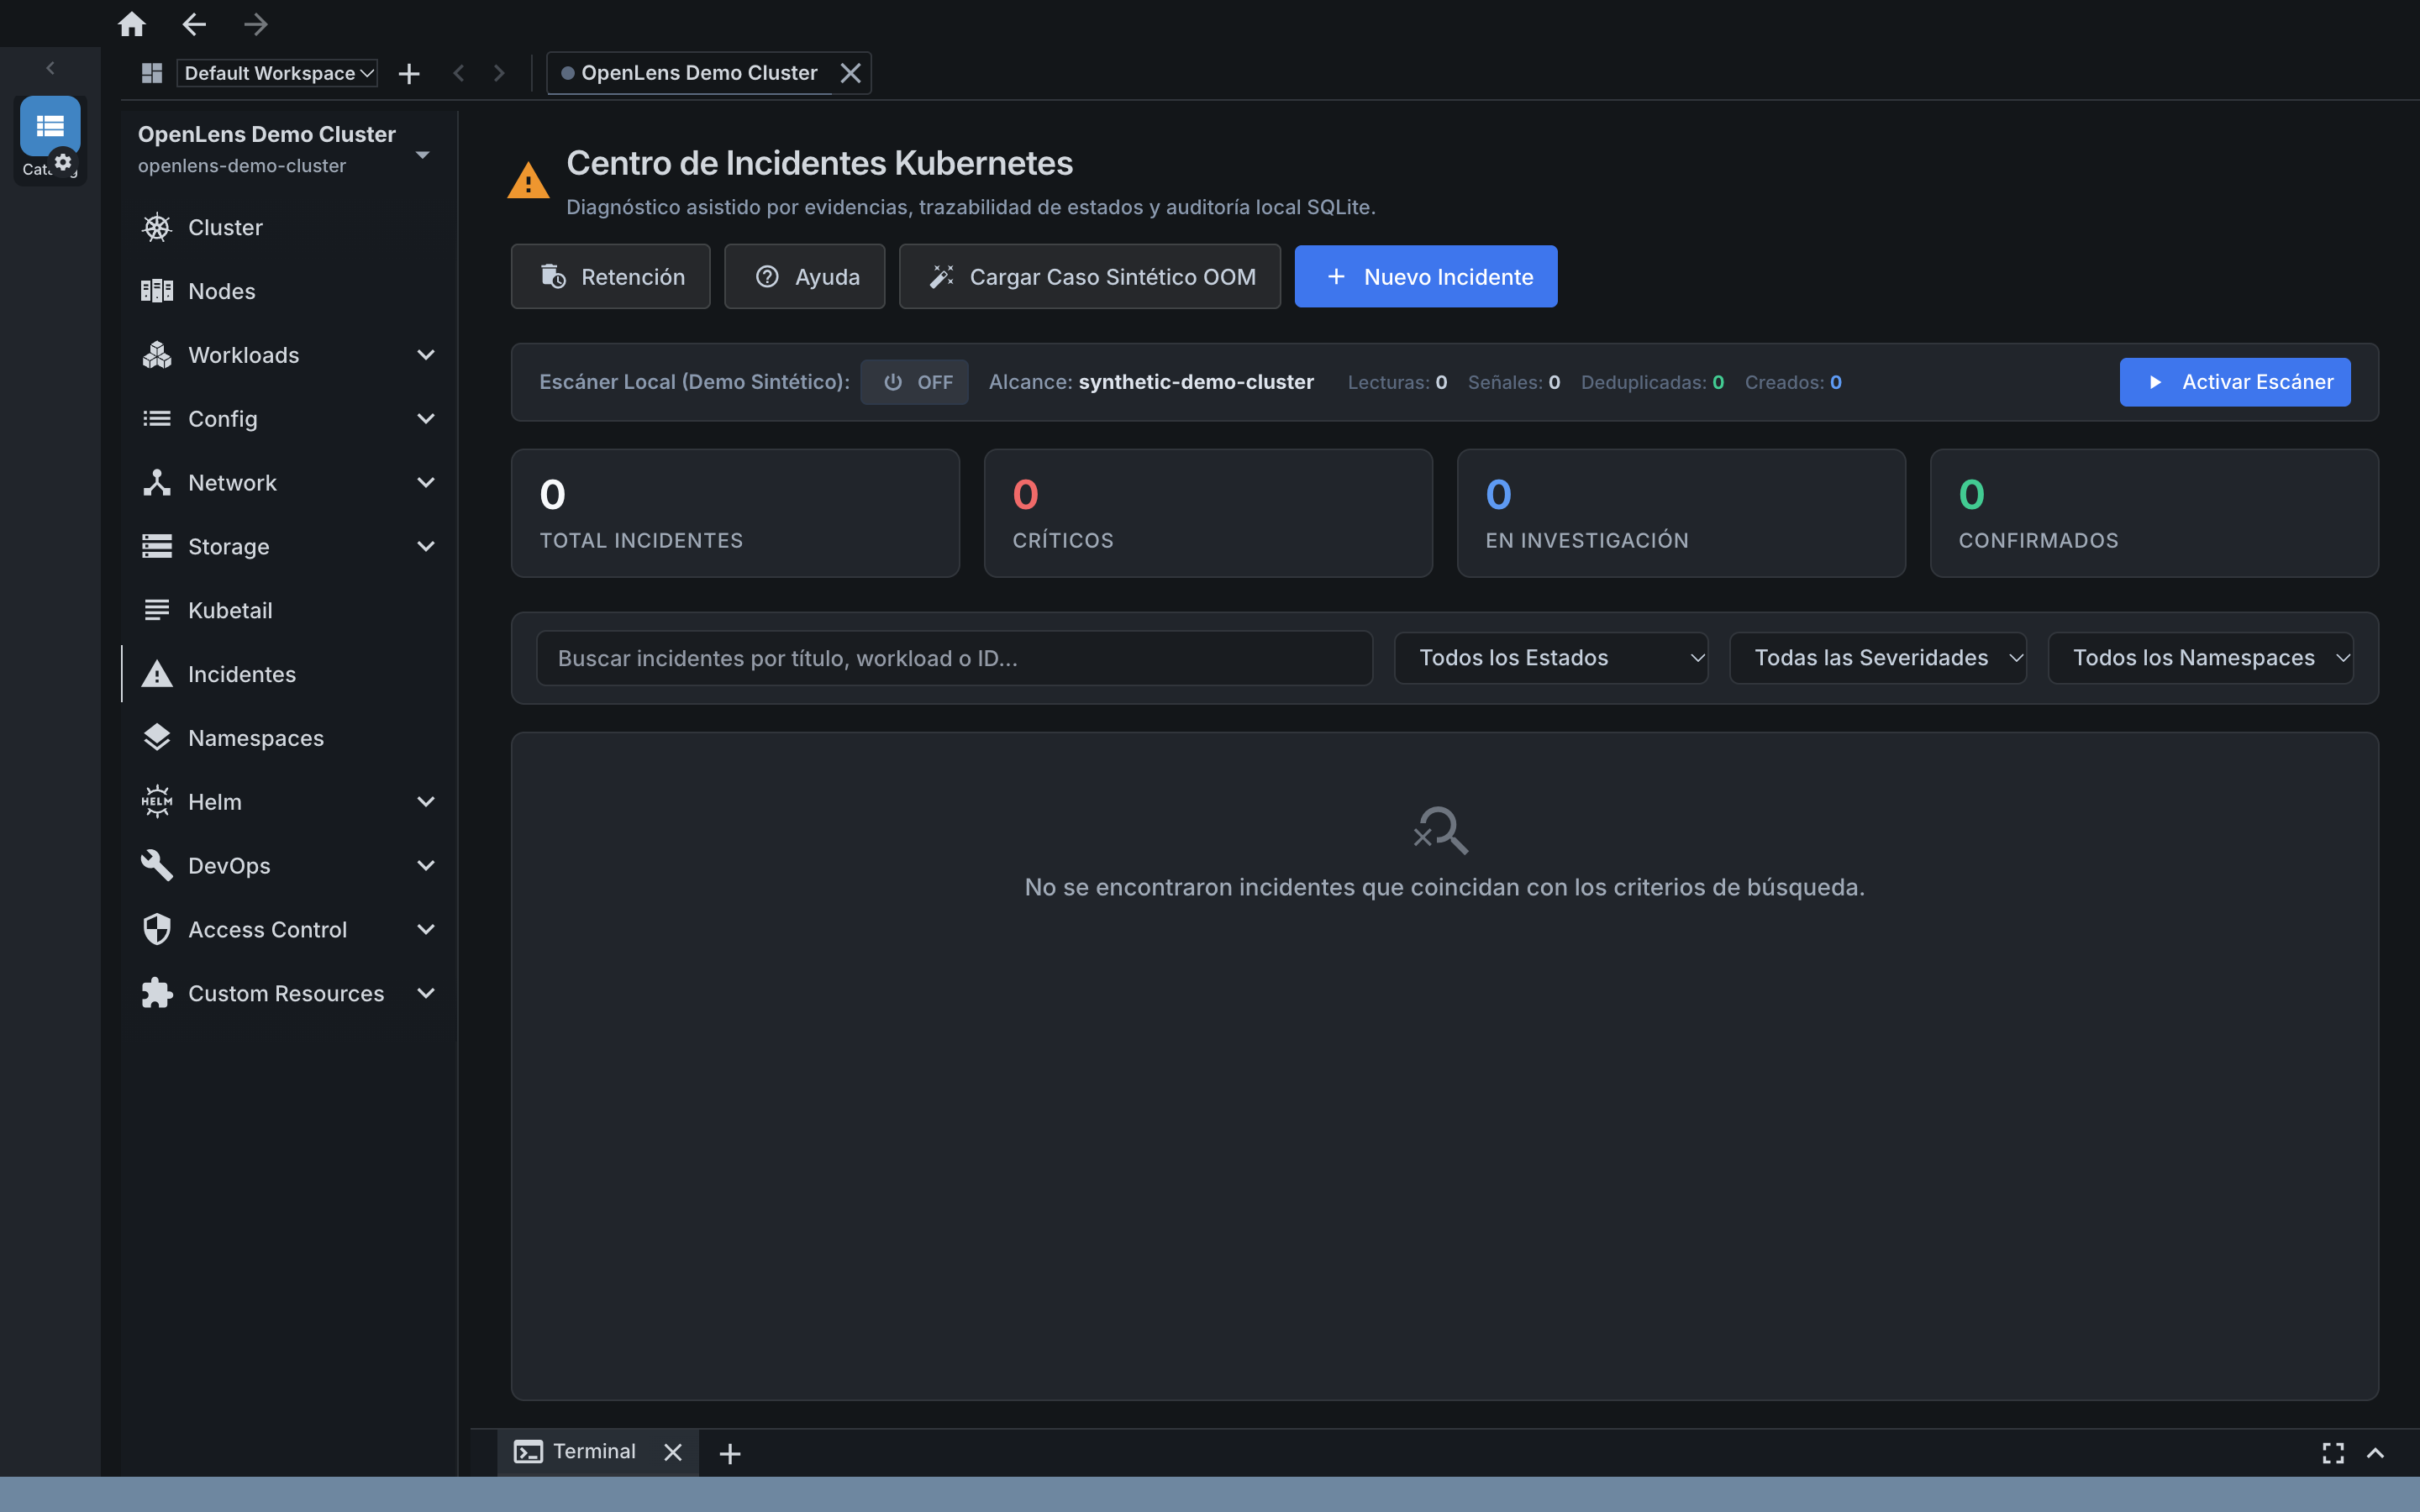 Default Workspace
OpenLens Demo Cluster
OpenLens Demo Cluster
openlens-demo-cluster
Cluster
Nodes
Workloads
Config
Network
Storage
Kubetail
Incidentes
Namespaces
HELM
Helm
DevOps
Access Control
Custom Resources
Centro de Incidentes Kubernetes
Diagnóstico asistido por evidencias, trazabilidad de estados y auditoría local SQLite.
Retención
Ayuda
Cargar Caso Sintético OOM
+ Nuevo Incidente
Escáner Local (Demo Sintético): OFF Alcance: synthetic-demo-cluster Lecturas: 0 Señales: 0 Deduplicadas: 0 Creados: 0 Activar Escáner
0
TOTAL INCIDENTES
0
CRÍTICOS
0
EN INVESTIGACIÓN
0
CONFIRMADOS
Buscar incidentes por título, workload o ID...
Todos los Estados
Todas las Severidades
Todos los Namespaces
No se encontraron incidentes que coincidan con los criterios de búsqueda.
Terminal